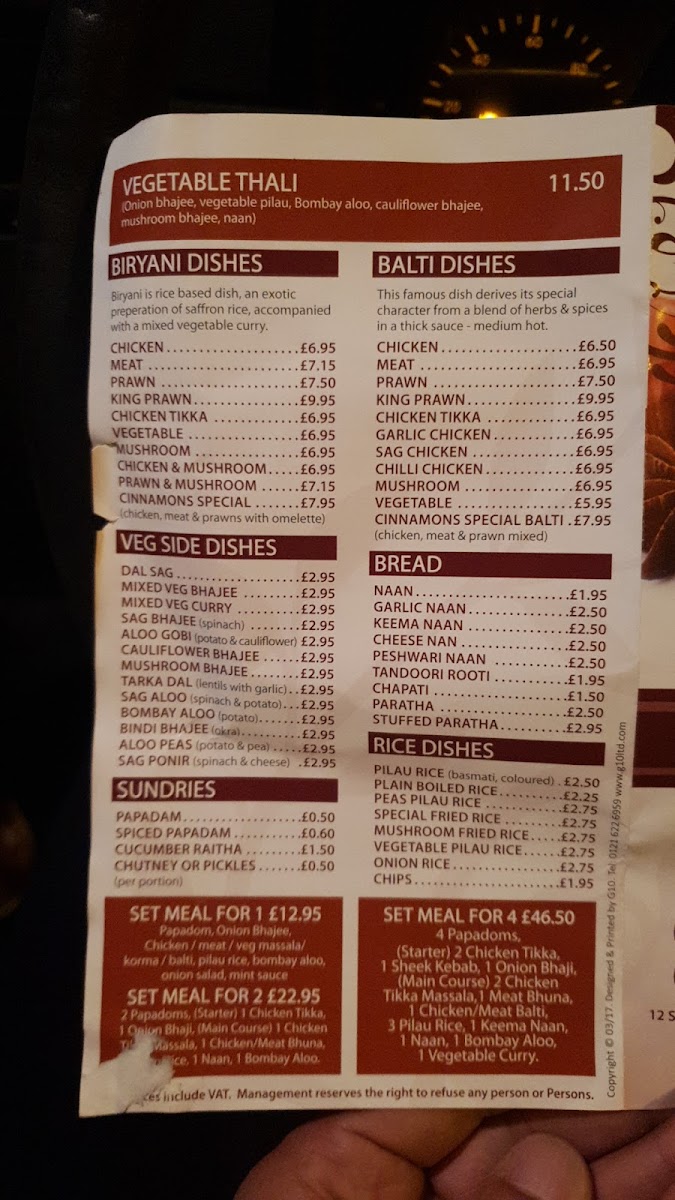 VEGETABLE THALI 11.50
(Onion bhajee, vegetable pilau, Bombay aloo, cauliflower bhajee,
mushroom bhajee, naan)
BIRYANI DISHES
Biryani is rice based dish, an exotic
preperation of saffron rice, accompanied
with a mixed vegetable curry.
CHICKEN....................£6.95
MEAT........................£7.15
PRAWN......................£7.50
KING PRAWN................£9.95
CHICKEN TIKKA..............£6.95
VEGETABLE..................£6.95
MUSHROOM.................£6.95
CHICKEN & MUSHROOM.....£6.95
PRAWN & MUSHROOM......£7.15
CINNAMONS SPECIAL.......£7.95
(chicken, meat & prawns with omelette)
VEG SIDE DISHES
DAL SAG...................£2.95
MIXED VEG BHAJEE.........£2.95
MIXED VEG CURRY..........£2.95
SAG BHAJEE (spinach)........£2.95
ALOO GOBI (potato & cauliflower) £2.95
CAULIFLOWER BHAJEE......£2.95
MUSHROOM BHAJEE........£2.95
TARKA DAL (lentils with garlic)..£2.95
SAG ALOO (spinach & potato)...£2.95
BOMBAY ALOO (potato).......£2.95
BINDI BHAJEE (okra)..........£2.95
ALOO PEAS (potato & pea).....£2.95
SAG PONIR (spinach & cheese) .£2.95
SUNDRIES
PAPADAM...................£0.50
SPICED PAPADAM...........£0.60
CUCUMBER RAITHA.........£1.50
CHUTNEY OR PICKLES.......£0.50
(per portion)
BALTI DISHES
This famous dish derives its special
character from a blend of herbs & spices
in a thick sauce - medium hot.
CHICKEN....................£6.50
MEAT.......................£6.95
PRAWN.....................£7.50
KING PRAWN...............£9.95
CHICKEN TIKKA.............£6.95
GARLIC CHICKEN............£6.95
SAG CHICKEN...............£6.95
CHILLI CHICKEN.............£6.95
MUSHROOM................£6.95
VEGETABLE.................£5.95
CINNAMONS SPECIAL BALTI .£7.95
(chicken, meat & prawn mixed)
BREAD
NAAN.......................£1.95
GARLIC NAAN...............£2.50
KEEMA NAAN...............£2.50
CHEESE NAN................£2.50
PESHWARI NAAN............£2.50
TANDOORI ROOTI...........£1.95
CHAPATI....................£1.50
PARATHA...................£2.50
STUFFED PARATHA..........£2.95
RICE DISHES
PILAU RICE (basmati, coloured) .£2.50
PLAIN BOILED RICE.........£2.25
PEAS PILAU RICE...........£2.75
SPECIAL FRIED RICE........£2.75
MUSHROOM FRIED RICE....£2.75
VEGETABLE PILAU RICE.....£2.75
ONION RICE...............£2.75
CHIPS.....................£1.95
SET MEAL FOR 1 £12.95
Papadom, Onion Bhajee,
Chicken / meat / veg massala/
korma / balti, pilau rice, bombay aloo,
onion salad, mint sauce
SET MEAL FOR 2 £22.95
2 Papadoms, (Starter) 1 Chicken Tikka,
1 Onion Bhaji, (Main Course) 1 Chicken
Massala, 1 Chicken/Meat Bhuna,
1 Naan, 1 Bombay Aloo.
SET MEAL FOR 4 £46.50
4 Papadoms,
(Starter) 2 Chicken Tikka,
1 Sheek Kebab, 1 Onion Bhaji,
(Main Course) 2 Chicken
Tikka Massala,1 Meat Bhuna,
1 Chicken/Meat Balti,
3 Pilau Rice, 1 Keema Naan,
1 Naan, 1 Bombay Aloo,
1 Vegetable Curry.
include VAT. Management reserves the right to refuse any person or Persons.
Copyright © 03/17. Designed & Printed by G10. Tel: 0121 622 6959 www.g10ltd.com
12 S
20
60
80